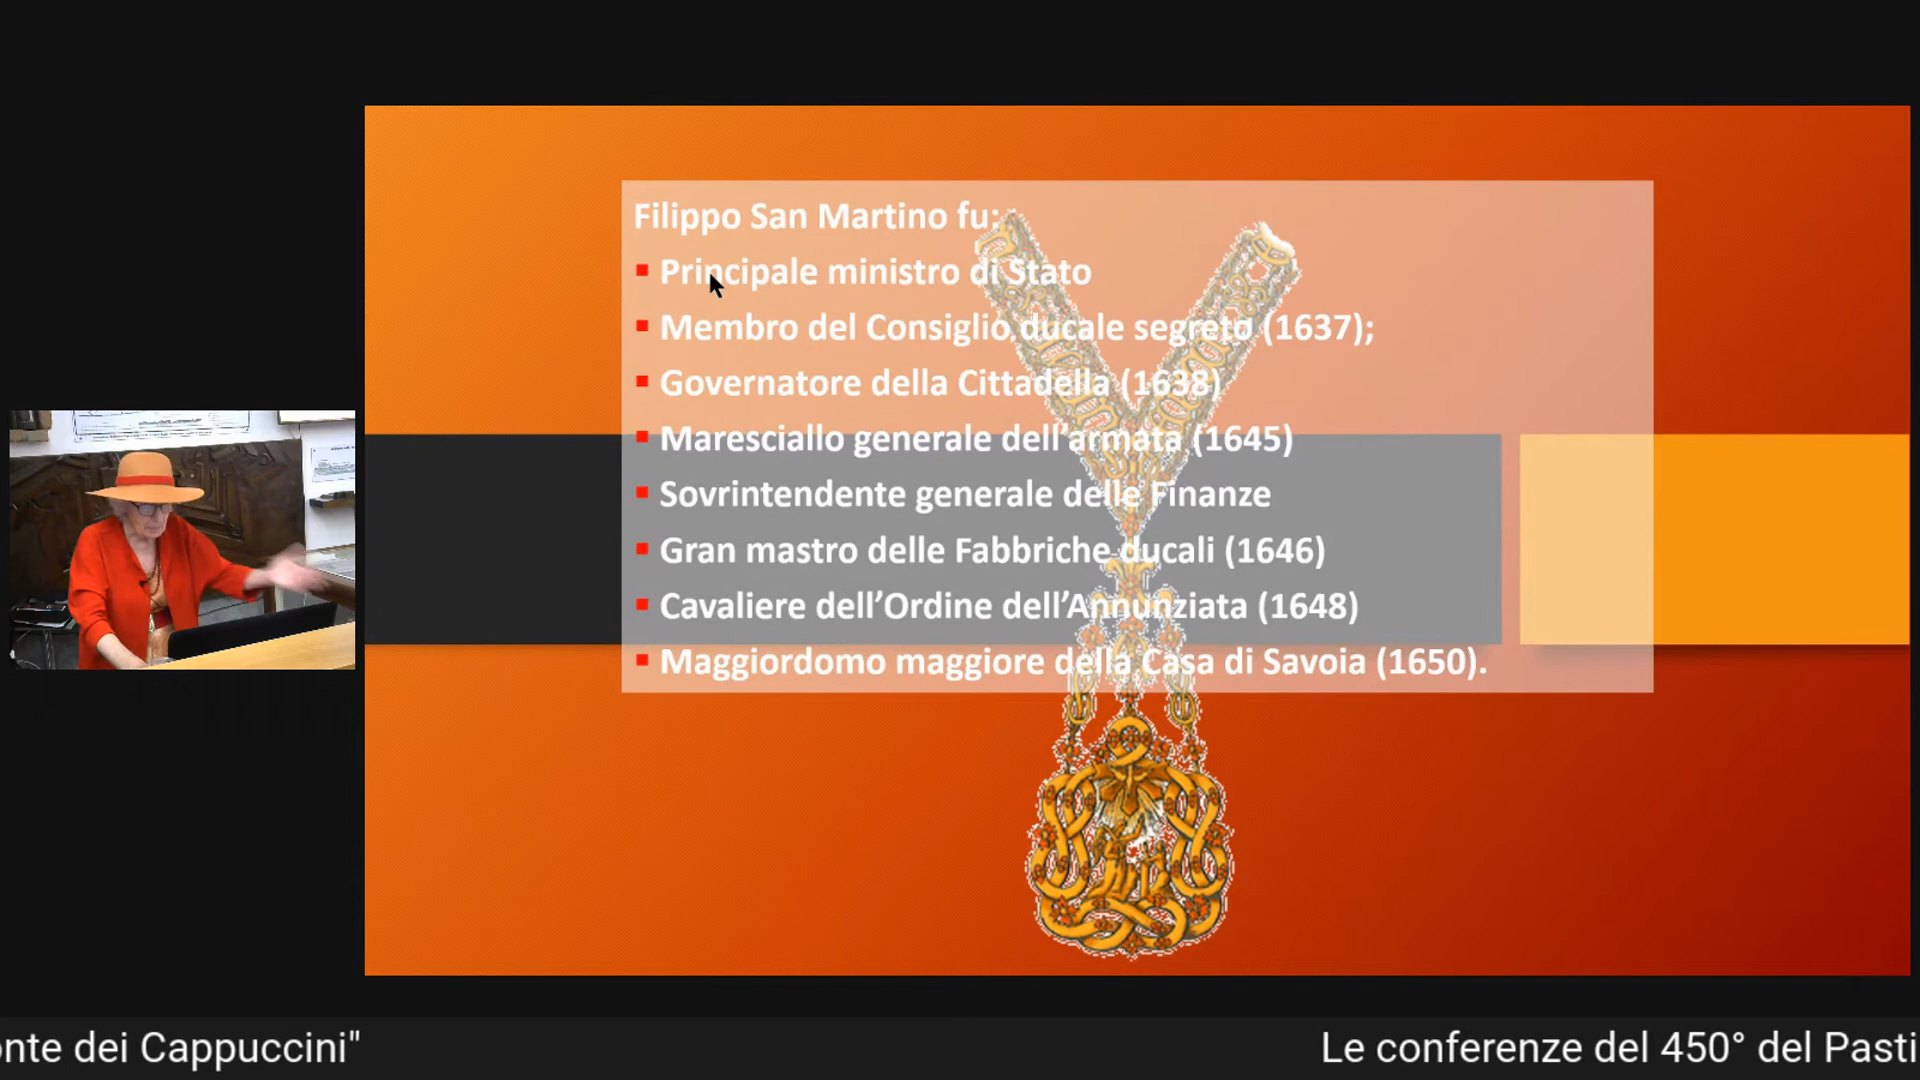 Filippo San Martino fu:
Principale ministro di Stato
Membro del Consiglio ducale segreto (1637);
Governatore della Cittadella (1638)
Maresciallo generale dell’armata (1645)
Sovrintendente generale delle Finanze
Gran mastro delle Fabbriche ducali (1646)
Cavaliere dell’Ordine dell’Annunziata (1648)
Maggiordomo maggiore della Casa di Savoia (1650).
onte dei Cappuccini" Le conferenze del 450° del Pasti